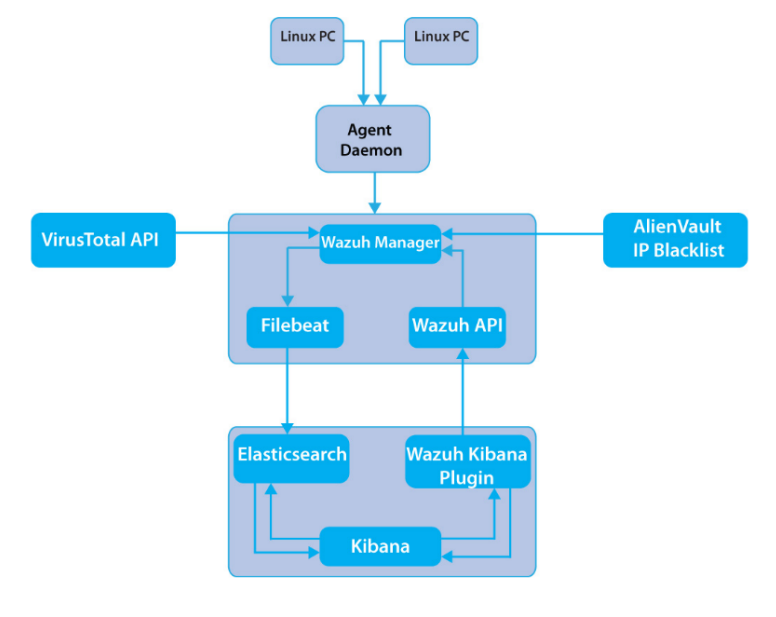 Linux PC
Linux PC
Agent
Daemon
VirusTotal API
Wazuh Manager
AlienVault
IP Blacklist
Filebeat
Wazuh API
Elasticsearch
Wazuh Kibana
Plugin
Kibana